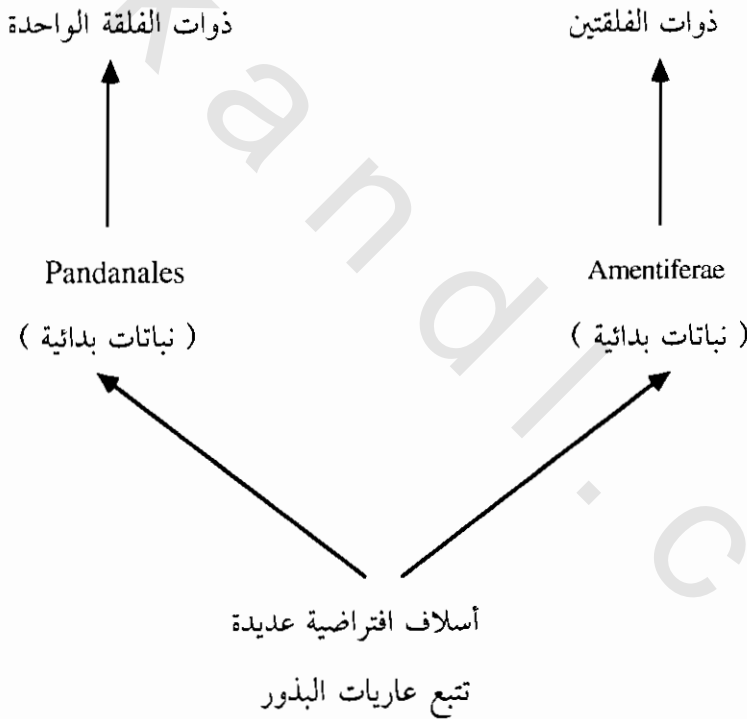 ذوات الفلقتين
ذوات الفلقة الواحدة
Amentiferae
Pandanales
( نباتات بدائية )
( نباتات بدائية )
أسلاف افتراضية عديدة
تتبع عاريات البذور
k a n d l . c